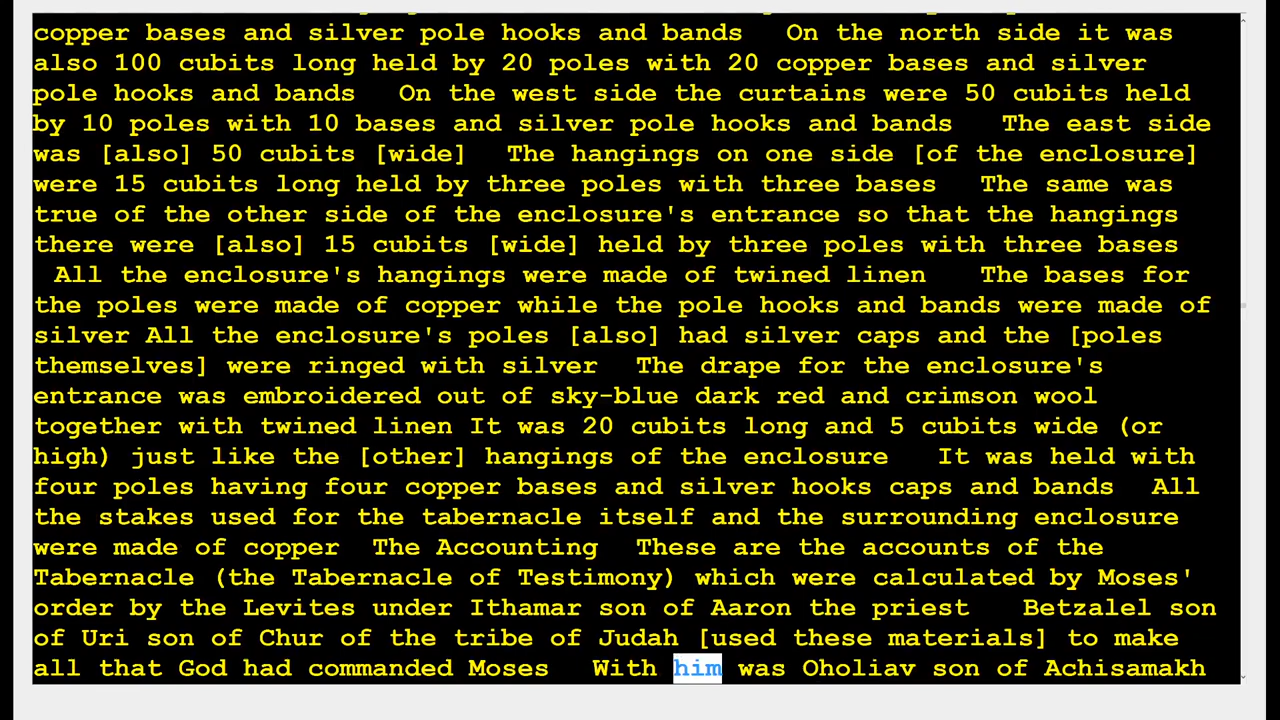 copper bases and silver pole hooks and bands On the north side it was
also 100 cubits long held by 20 poles with 20 copper bases and silver
pole hooks and bands On the west side the curtains were 50 cubits held
by 10 poles with 10 bases and silver pole hooks and bands The east side
was [also] 50 cubits [wide] The hangings on one side [of the enclosure]
were 15 cubits long held by three poles with three bases The same was
true of the other side of the enclosure's entrance so that the hangings
there were [also] 15 cubits [wide] held by three poles with three bases
All the enclosure's hangings were made of twined linen The bases for
the poles were made of copper while the pole hooks and bands were made of
silver All the enclosure's poles [also] had silver caps and the [poles
themselves] were ringed with silver The drape for the enclosure's
entrance was embroidered out of sky-blue dark red and crimson wool
together with twined linen It was 20 cubits long and 5 cubits wide (or
high) just like the [other] hangings of the enclosure It was held with
four poles having four copper bases and silver hooks caps and bands All
the stakes used for the tabernacle itself and the surrounding enclosure
were made of copper The Accounting These are the accounts of the
Tabernacle (the Tabernacle of Testimony) which were calculated by Moses'
order by the Levites under Ithamar son of Aaron the priest Betzalel son
of Uri son of Chur of the tribe of Judah [used these materials] to make
all that God had commanded Moses With him was Oholiav son of Achisamakh